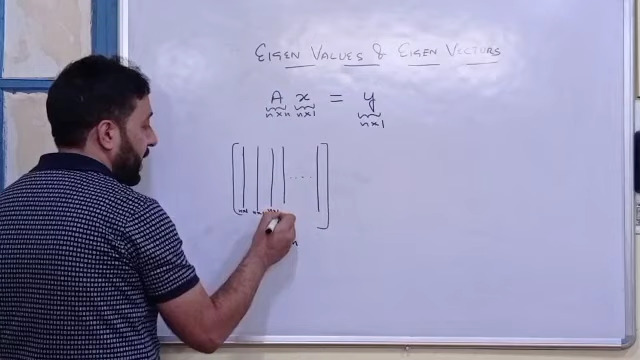 EIGEN VALUES & EIGEN VECTORS
A x = y
n×n n×1 n×1
....